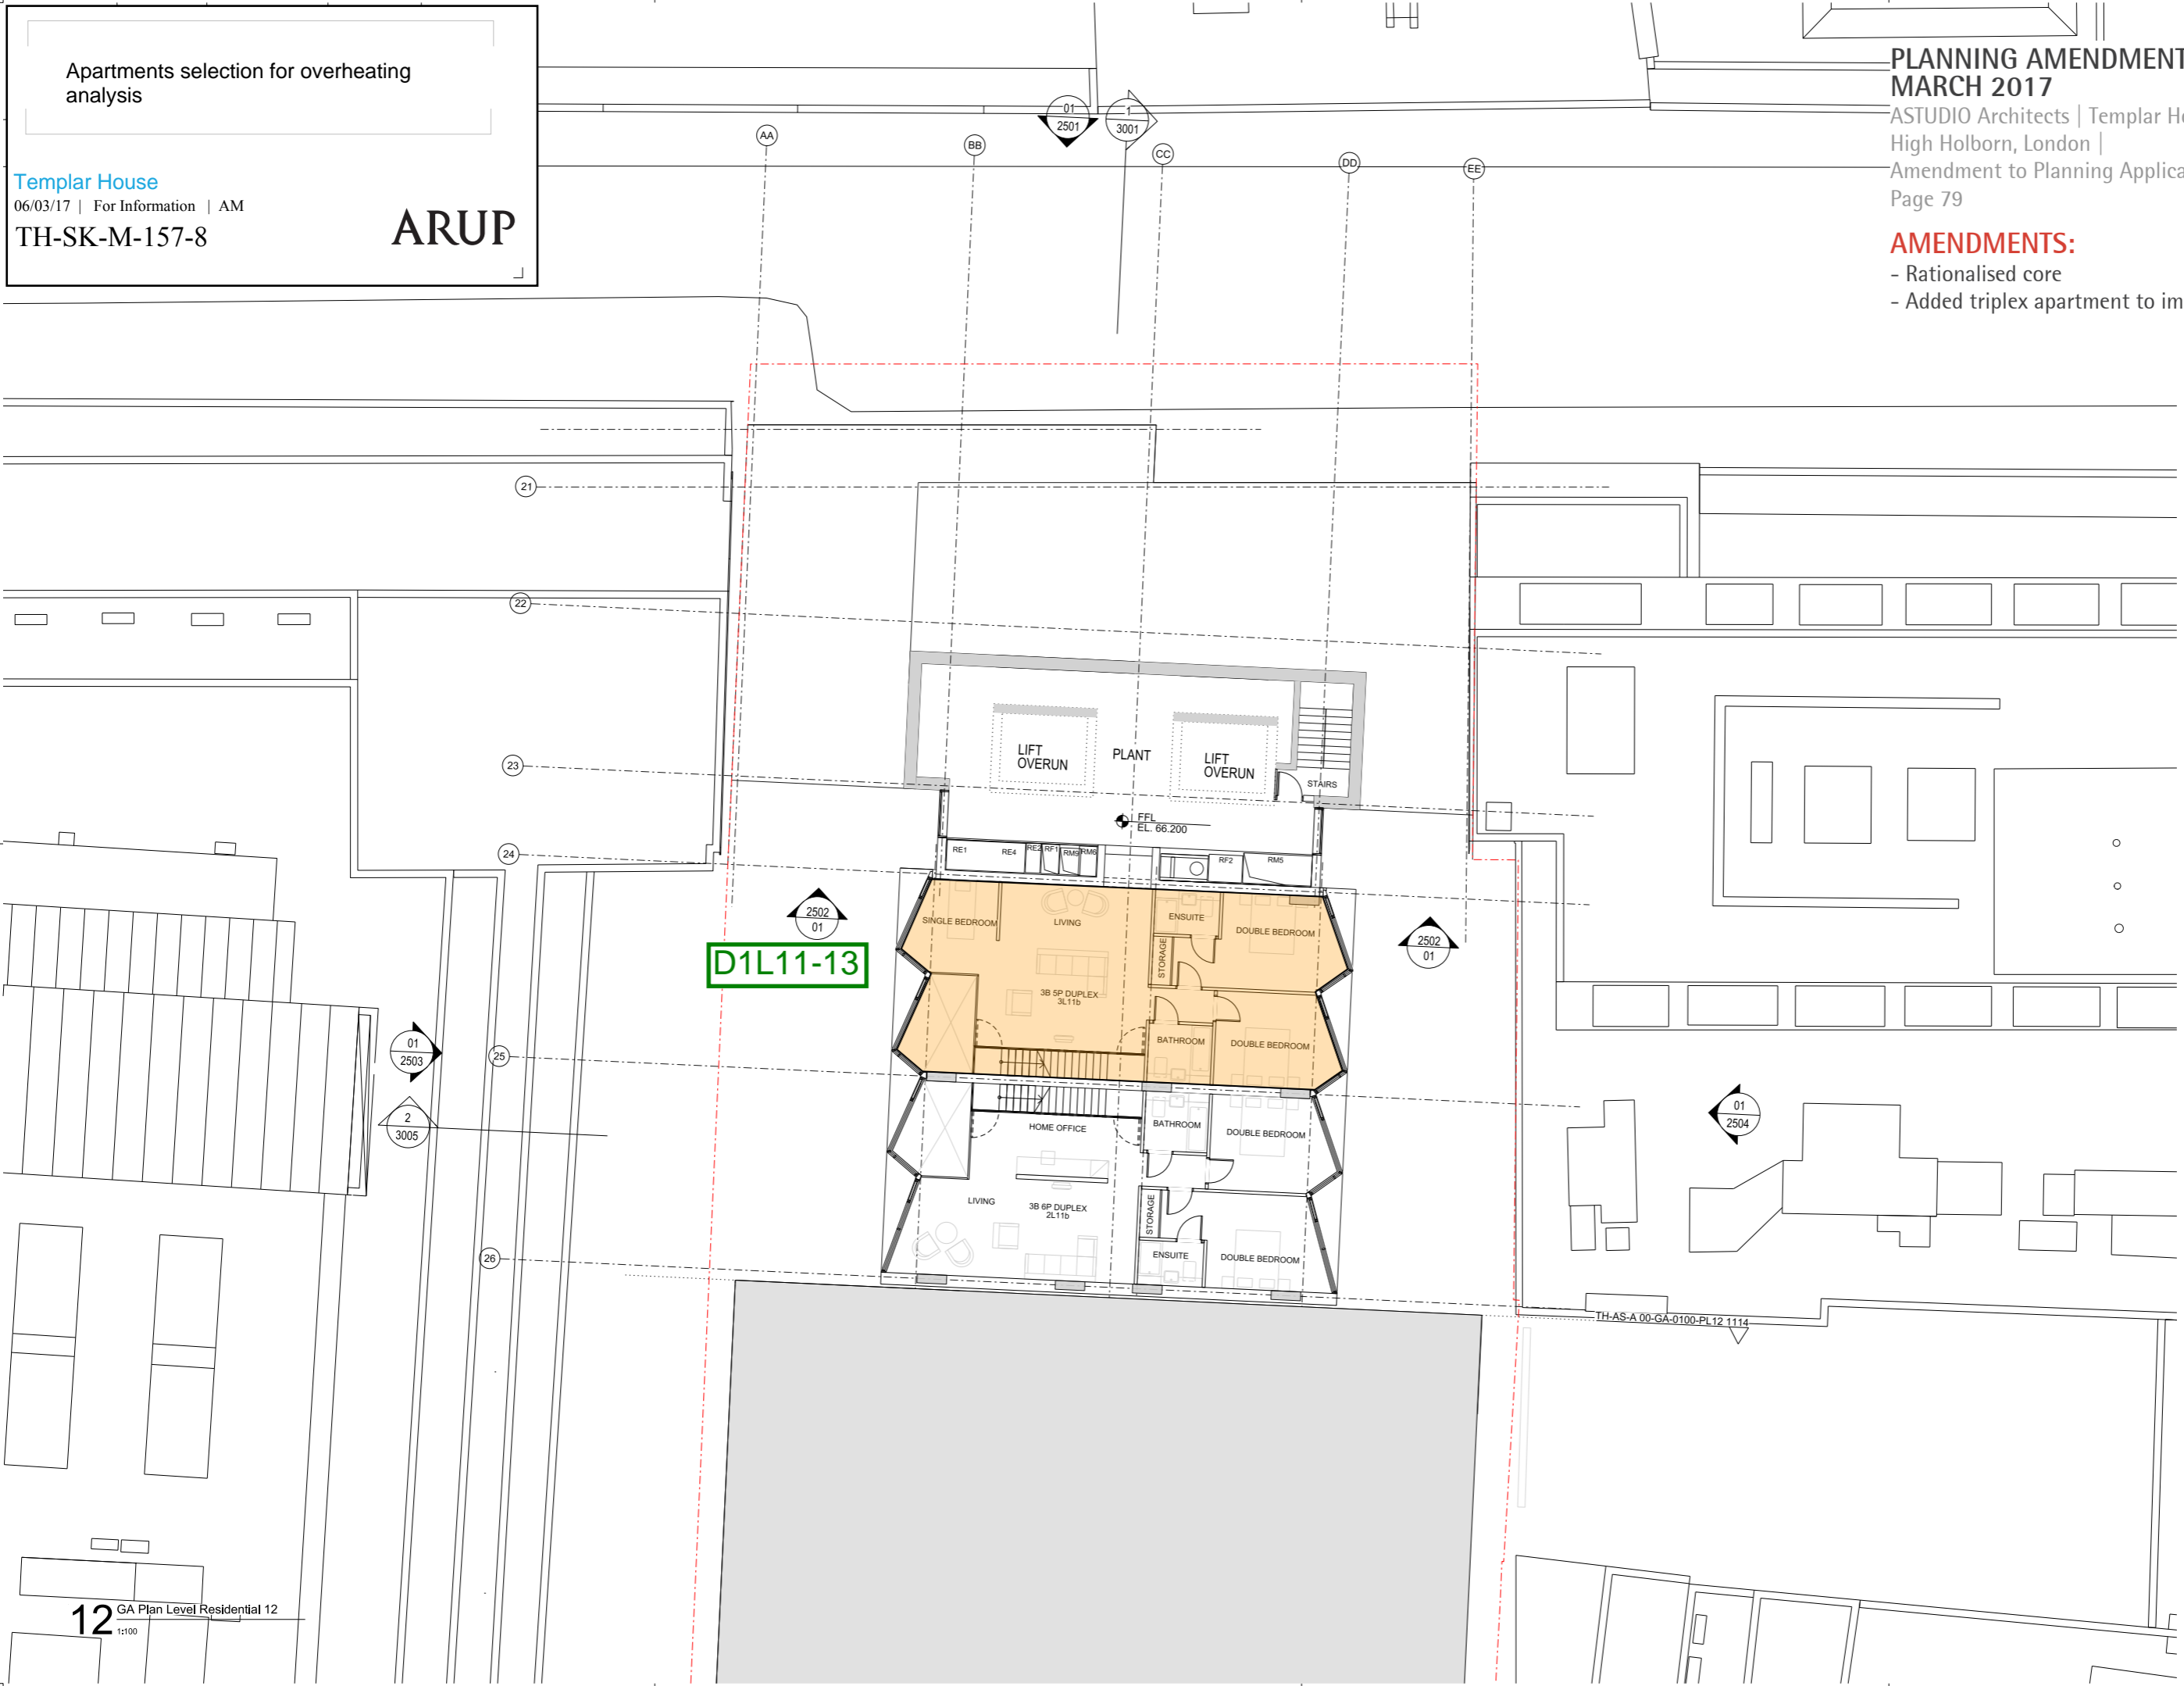 Apartments selection for overheating
analysis
Templar House
06/03/17 | For Information | AM
TH-SK-M-157-8
ARUP
PLANNING AMENDMENT
MARCH 2017
ASTUDIO Architects | Templar
High Holborn, London |
Amendment to Planning
Page 79
AMENDMENTS:
- Rationalised core
- Added triplex apartment to
01
2501
1
3001
AA
BB
CC
DD
EE
21
22
23
24
25
26
LIFT
OVERUN
PLANT
LIFT
OVERUN
STAIRS
FFL
EL. 66.200
RE1
RE4
RE2
RF1
RM9
RM6
RF2
RM5
2502
01
2502
01
D1L11-13
SINGLE BEDROOM
LIVING
ENSUITE
DOUBLE BEDROOM
STORAGE
3B 5P DUPLEX
3L11b
BATHROOM
DOUBLE BEDROOM
01
2503
2
3005
01
2504
HOME OFFICE
BATHROOM
DOUBLE BEDROOM
LIVING
3B 6P DUPLEX
2L11b
STORAGE
ENSUITE
DOUBLE BEDROOM
TH-AS-A 00-GA-0100-PL12 1114
12
GA Plan Level Residential 12
1:100